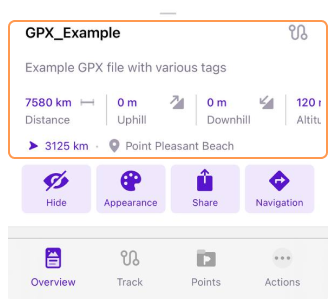 GPX_Example
Example GPX file with various tags
7580 km 0 m 0 m 120 m
Distance Uphill Downhill Altitu
3125 km • Point Pleasant Beach
Hide Appearance Share Navigation
Overview Track Points Actions